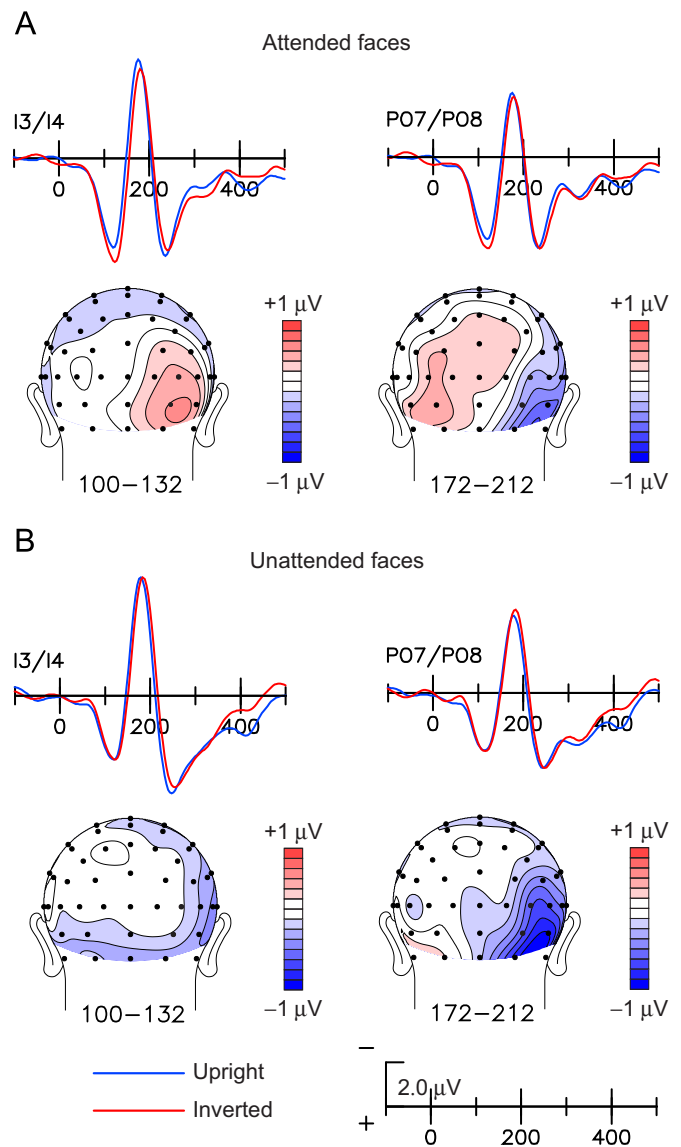 A
Attended faces
I3/I4
PO7/PO8
0 200 400
0 200 400
+1 μV
+1 μV
−1 μV
−1 μV
100−132
172−212
B
Unattended faces
I3/I4
PO7/PO8
0 200 400
0 200 400
+1 μV
+1 μV
−1 μV
−1 μV
100−132
172−212
Upright
Inverted
−
2.0 μV
+
0 200 400